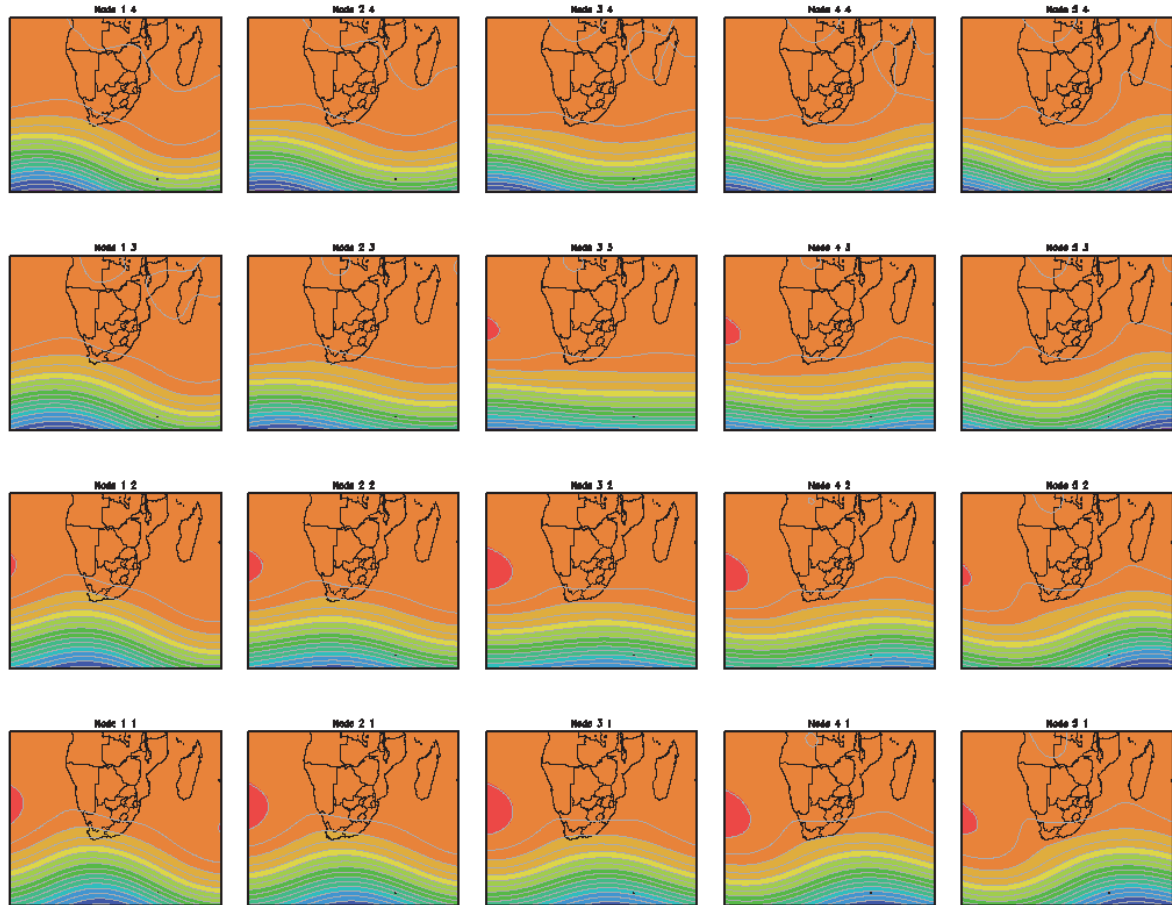 Node 1 4
Node 2 4
Node 3 4
Node 4 4
Node 5 4
Node 1 3
Node 2 3
Node 3 3
Node 4 3
Node 5 3
Node 1 2
Node 2 2
Node 3 2
Node 4 2
Node 5 2
Node 1 1
Node 2 1
Node 3 1
Node 4 1
Node 5 1